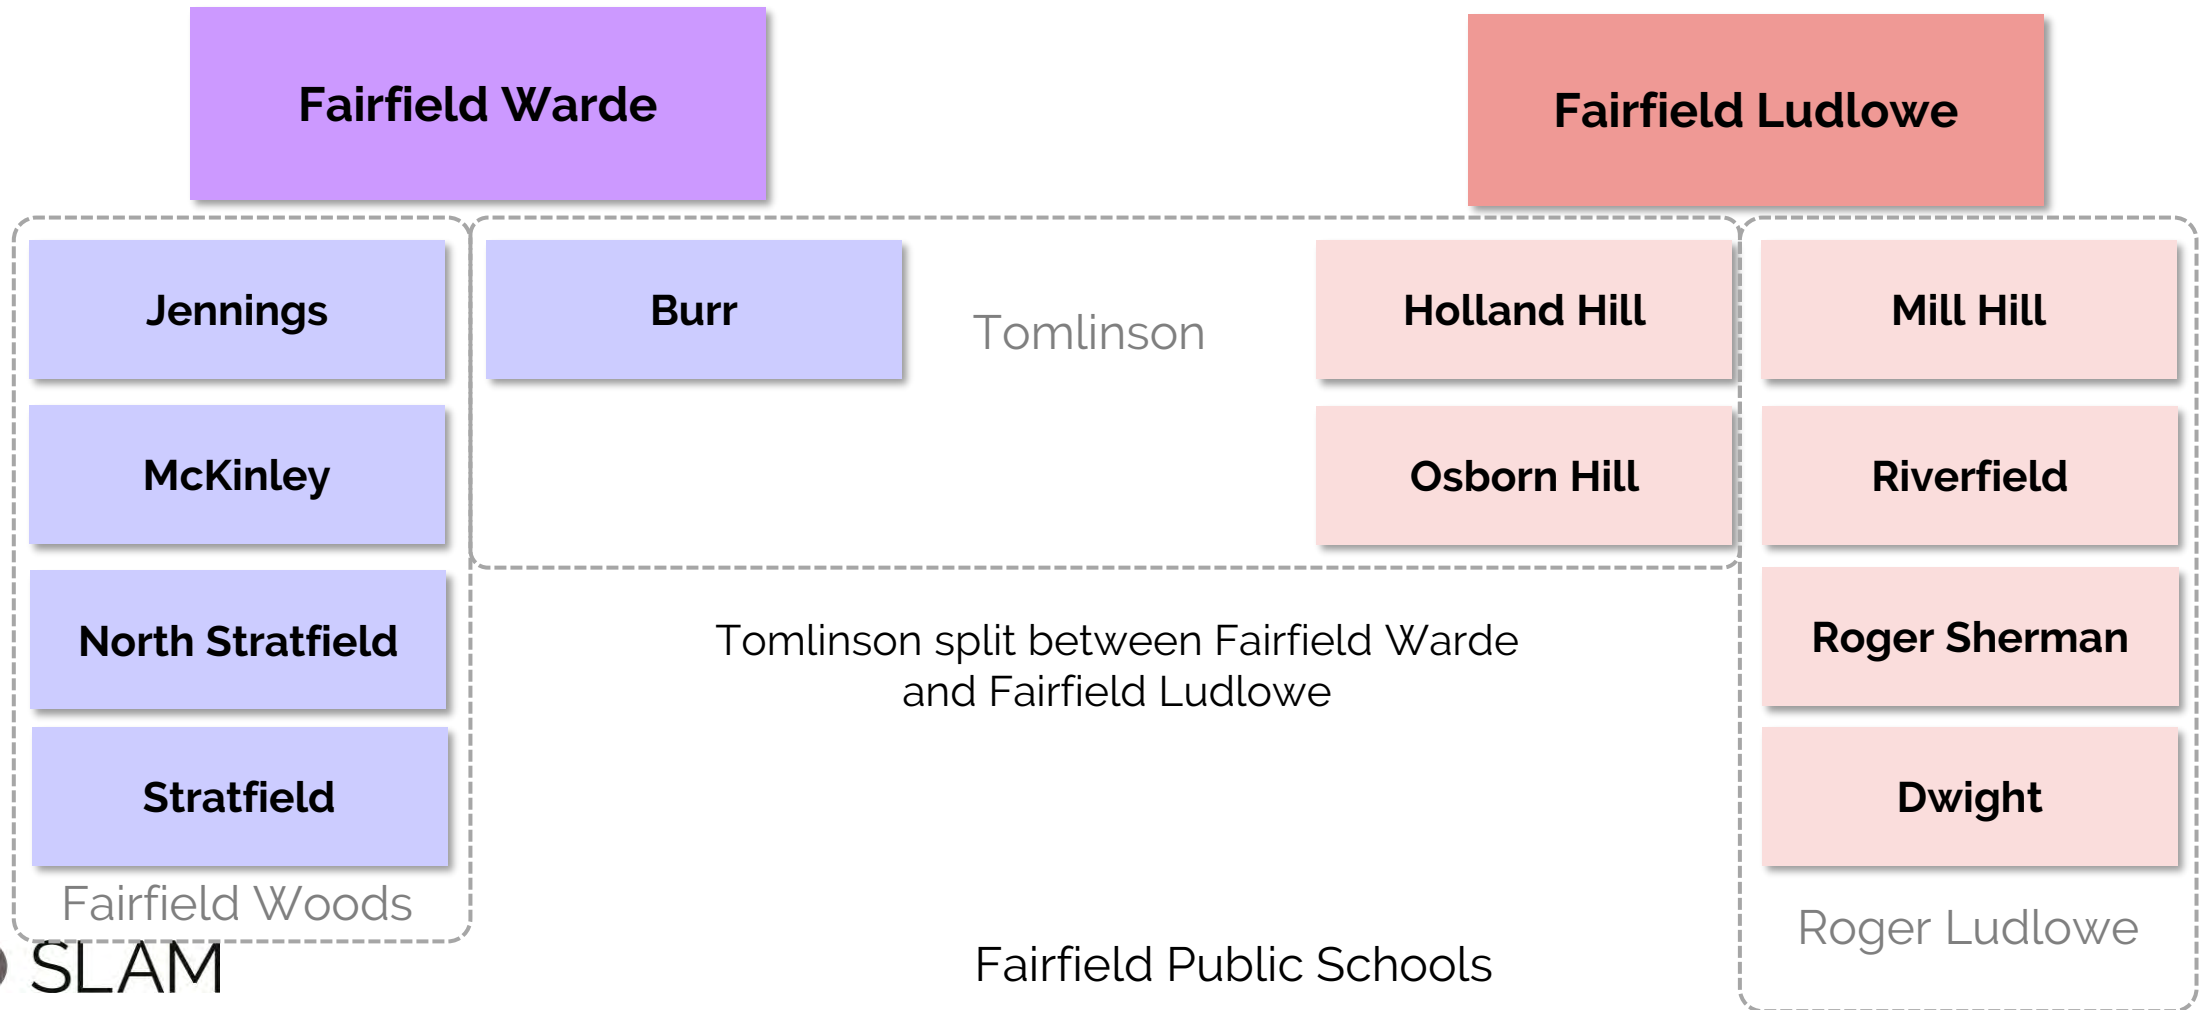 Fairfield Warde
Fairfield Ludlowe
Jennings
Burr
Tomlinson
Holland Hill
Mill Hill
McKinley
Osborn Hill
Riverfield
North Stratfield
Tomlinson split between Fairfield Warde
and Fairfield Ludlowe
Roger Sherman
Stratfield
Dwight
Fairfield Woods
Roger Ludlowe
SLAM
Fairfield Public Schools